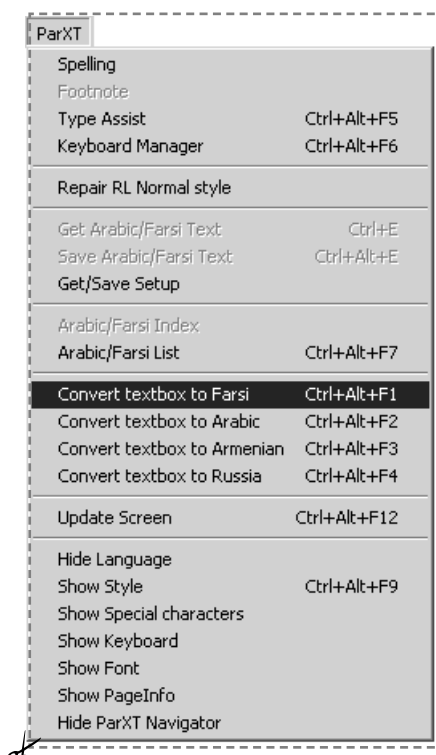 ParXT
Spelling
Footnote
Type Assist Ctrl+Alt+F5
Keyboard Manager Ctrl+Alt+F6
Repair RL Normal style
Get Arabic/Farsi Text Ctrl+E
Save Arabic/Farsi Text Ctrl+Alt+E
Get/Save Setup
Arabic/Farsi Index
Arabic/Farsi List Ctrl+Alt+F7
Convert textbox to Farsi Ctrl+Alt+F1
Convert textbox to Arabic Ctrl+Alt+F2
Convert textbox to Armenian Ctrl+Alt+F3
Convert textbox to Russia Ctrl+Alt+F4
Update Screen Ctrl+Alt+F12
Hide Language
Show Style Ctrl+Alt+F9
Show Special characters
Show Keyboard
Show Font
Show PageInfo
Hide ParXT Navigator